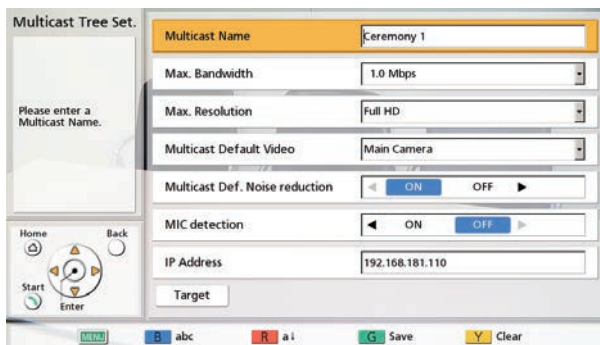 Multicast Tree Set.
Please enter a
Multicast Name.
Multicast Name
Ceremony 1
Max. Bandwidth
1.0 Mbps
Max. Resolution
Full HD
Multicast Default Video
Main Camera
Multicast Def. Noise reduction
ON OFF
MIC detection
ON OFF
IP Address
192.168.181.110
Target
Home
Back
Start
Enter
MENU
B abc
R a↓
G Save
Y Clear